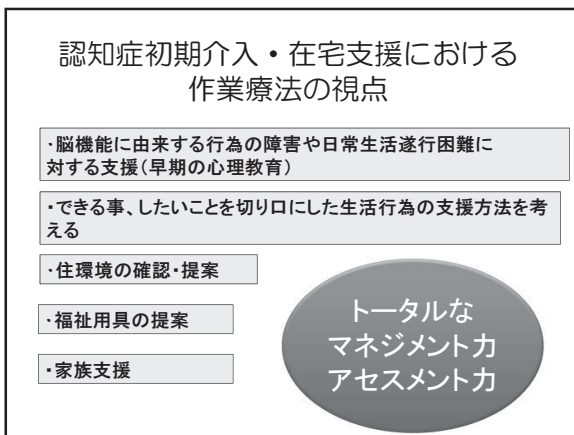 認知症初期介入・在宅支援における
作業療法の視点
・脳機能に由来する行為の障害や日常生活遂行困難に
対する支援(早期の心理教育)
・できる事、したいことを切り口にした生活行為の支援方法を考
える
・住環境の確認・提案
・福祉用具の提案
・家族支援
トータルな
マネジメント力
アセスメント力